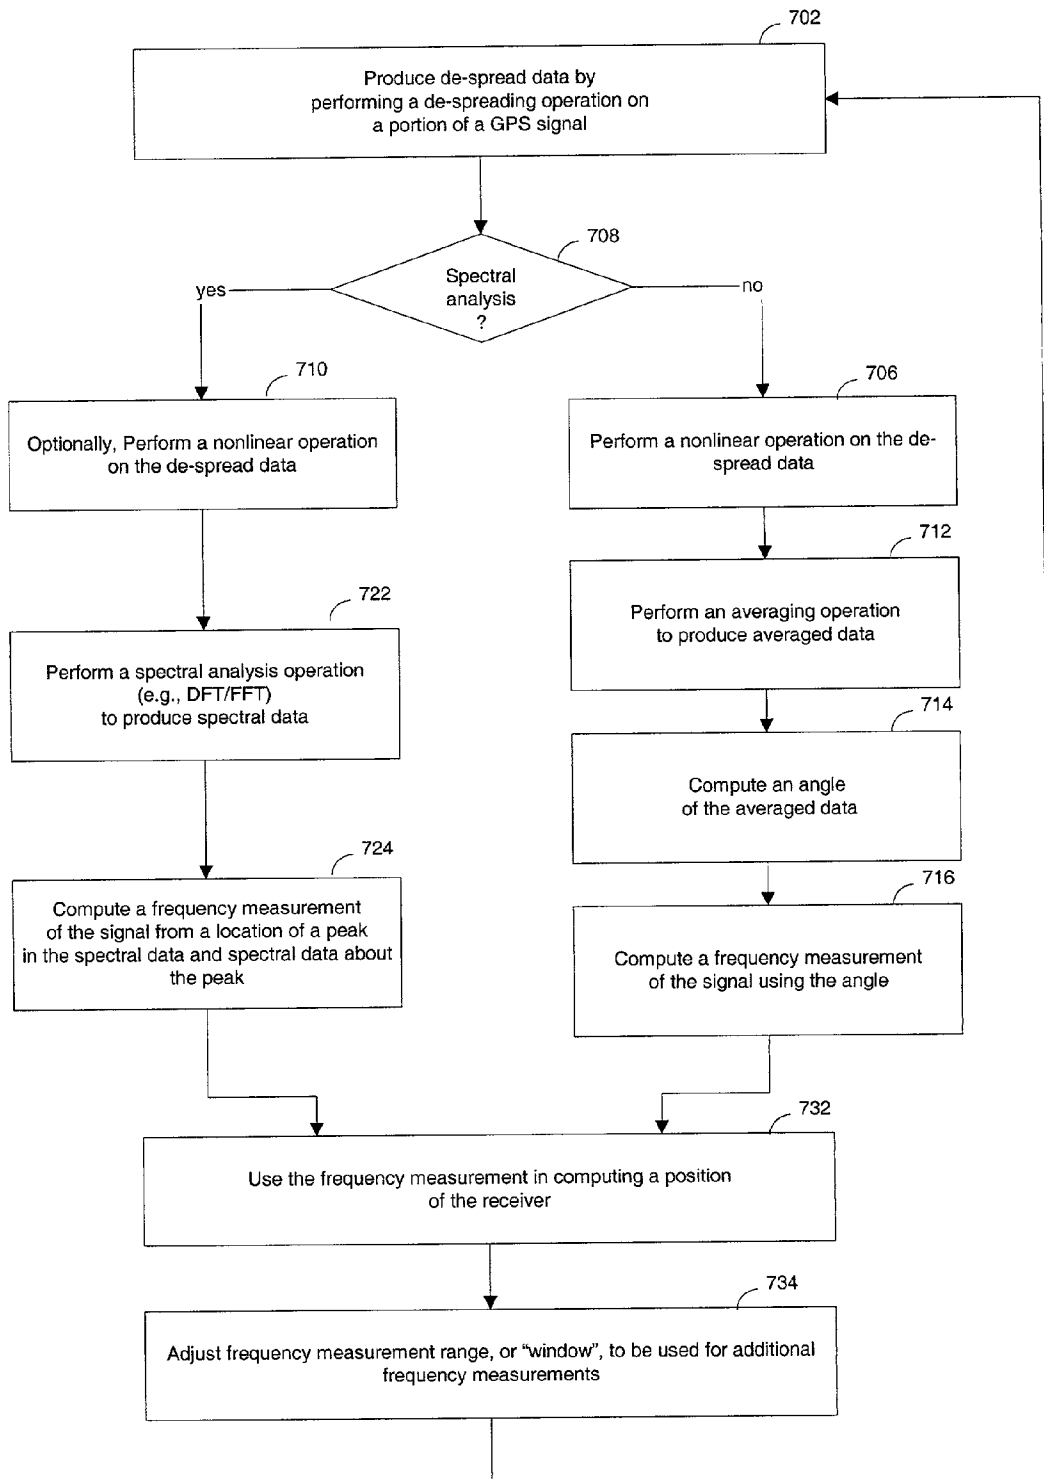 702
Produce de-spread data by
performing a de-spreading operation on
a portion of a GPS signal
708
Spectral
analysis
?
yes
no
710
Optionally, Perform a nonlinear operation
on the de-spread data
706
Perform a nonlinear operation on the de-
spread data
712
Perform an averaging operation
to produce averaged data
722
Perform a spectral analysis operation
(e.g., DFT/FFT)
to produce spectral data
714
Compute an angle
of the averaged data
724
Compute a frequency measurement
of the signal from a location of a peak
in the spectral data and spectral data about
the peak
716
Compute a frequency measurement
of the signal using the angle
732
Use the frequency measurement in computing a position
of the receiver
734
Adjust frequency measurement range, or “window”, to be used for additional
frequency measurements